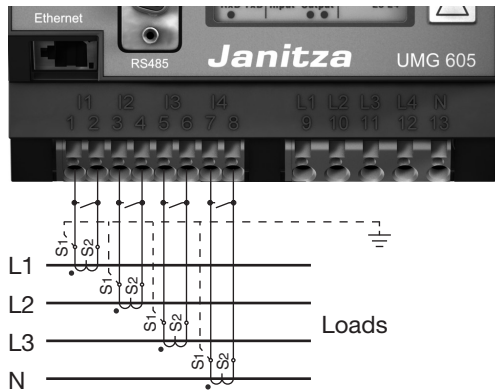 Ethernet
RS485
Janitza
UMG 605
I1 I2 I3 I4 L1 L2 L3 L4 N
1 2 3 4 5 6 7 8 9 10 11 12 13
S1 S2
L1
S1 S2
L2
S1 S2
L3
Loads
S1 S2
N